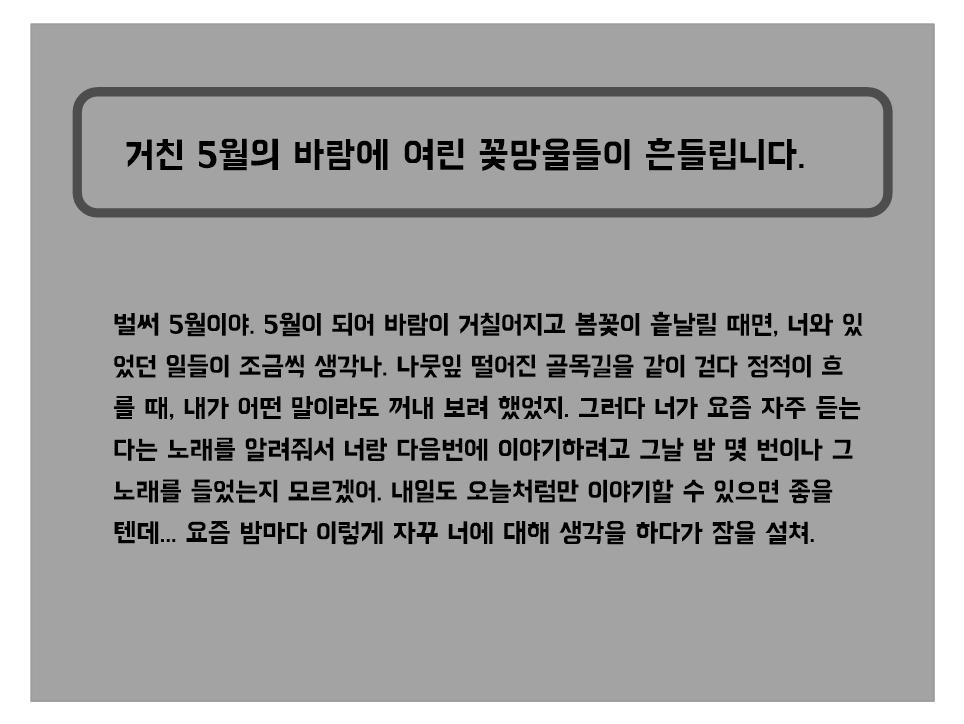 거친 5월의 바람에 여린 꽃망울들이 흔들립니다.
벌써 5월이야. 5월이 되어 바람이 거칠어지고 봄꽃이 흩날릴 때면, 너와 있
었던 일들이 조금씩 생각나. 나뭇잎 떨어진 골목길을 같이 걷다 정적이 흐
를 때, 내가 어떤 말이라도 꺼내 보려 했었지. 그러다 너가 요즘 자주 듣는
다는 노래를 알려줘서 너랑 다음번에 이야기하려고 그날 밤 몇 번이나 그
노래를 들었는지 모르겠어. 내일도 오늘처럼만 이야기할 수 있으면 좋을
텐데... 요즘 밤마다 이렇게 자꾸 너에 대해 생각을 하다가 잠을 설쳐.